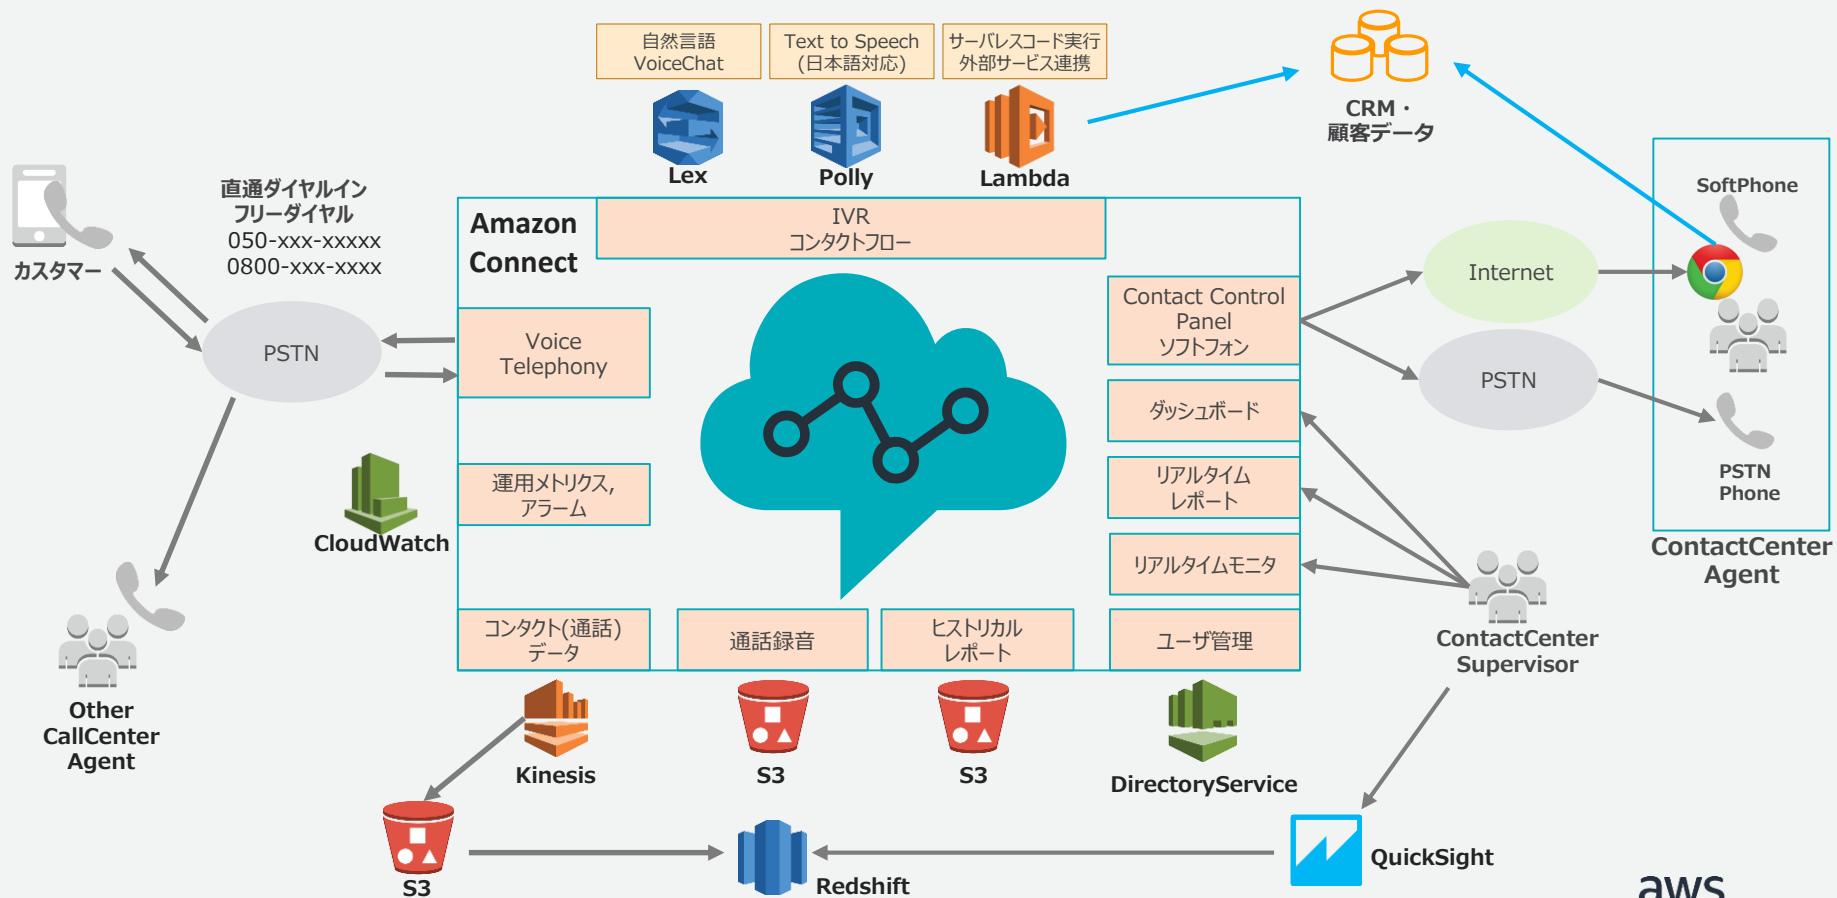 自然言語
VoiceChat
Text to Speech
(日本語対応)
サーバレスコード実行
外部サービス連携
Lex
Polly
Lambda
CRM・
顧客データ
直通ダイヤルイン
フリーダイヤル
050-xxx-xxxxx
0800-xxx-xxxx
カスタマー
PSTN
Amazon
Connect
IVR
コンタクトフロー
Voice
Telephony
Contact Control
Panel
ソフトフォン
Internet
PSTN
SoftPhone
PSTN
Phone
ContactCenter
Agent
ダッシュボード
運用メトリクス,
アラーム
CloudWatch
リアルタイム
レポート
リアルタイムモニタ
コンタクト(通話)
データ
通話録音
ヒストリカル
レポート
ユーザ管理
ContactCenter
Supervisor
Other
CallCenter
Agent
Kinesis
S3
S3
DirectoryService
S3
Redshift
QuickSight
aws